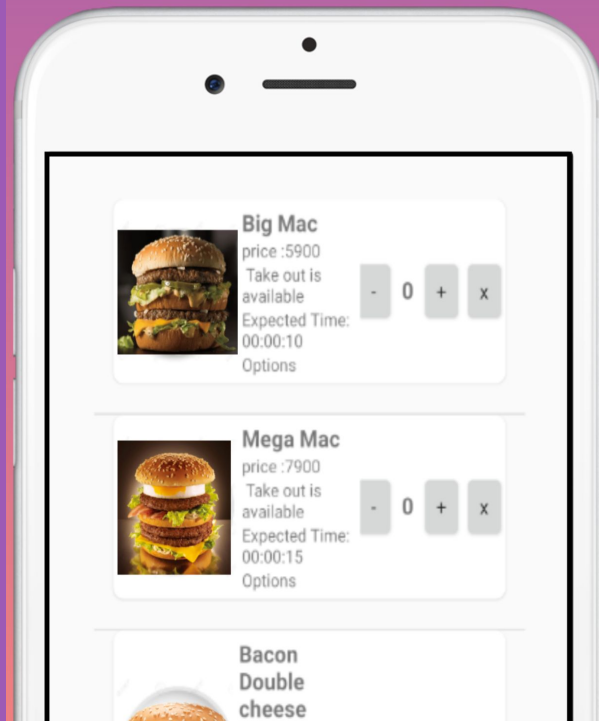 Big Mac
price :5900
Take out is
available
Expected Time:
00:00:10
Options
- 0 + x
Mega Mac
price :7900
Take out is
available
Expected Time:
00:00:15
Options
- 0 + x
Bacon
Double
cheese